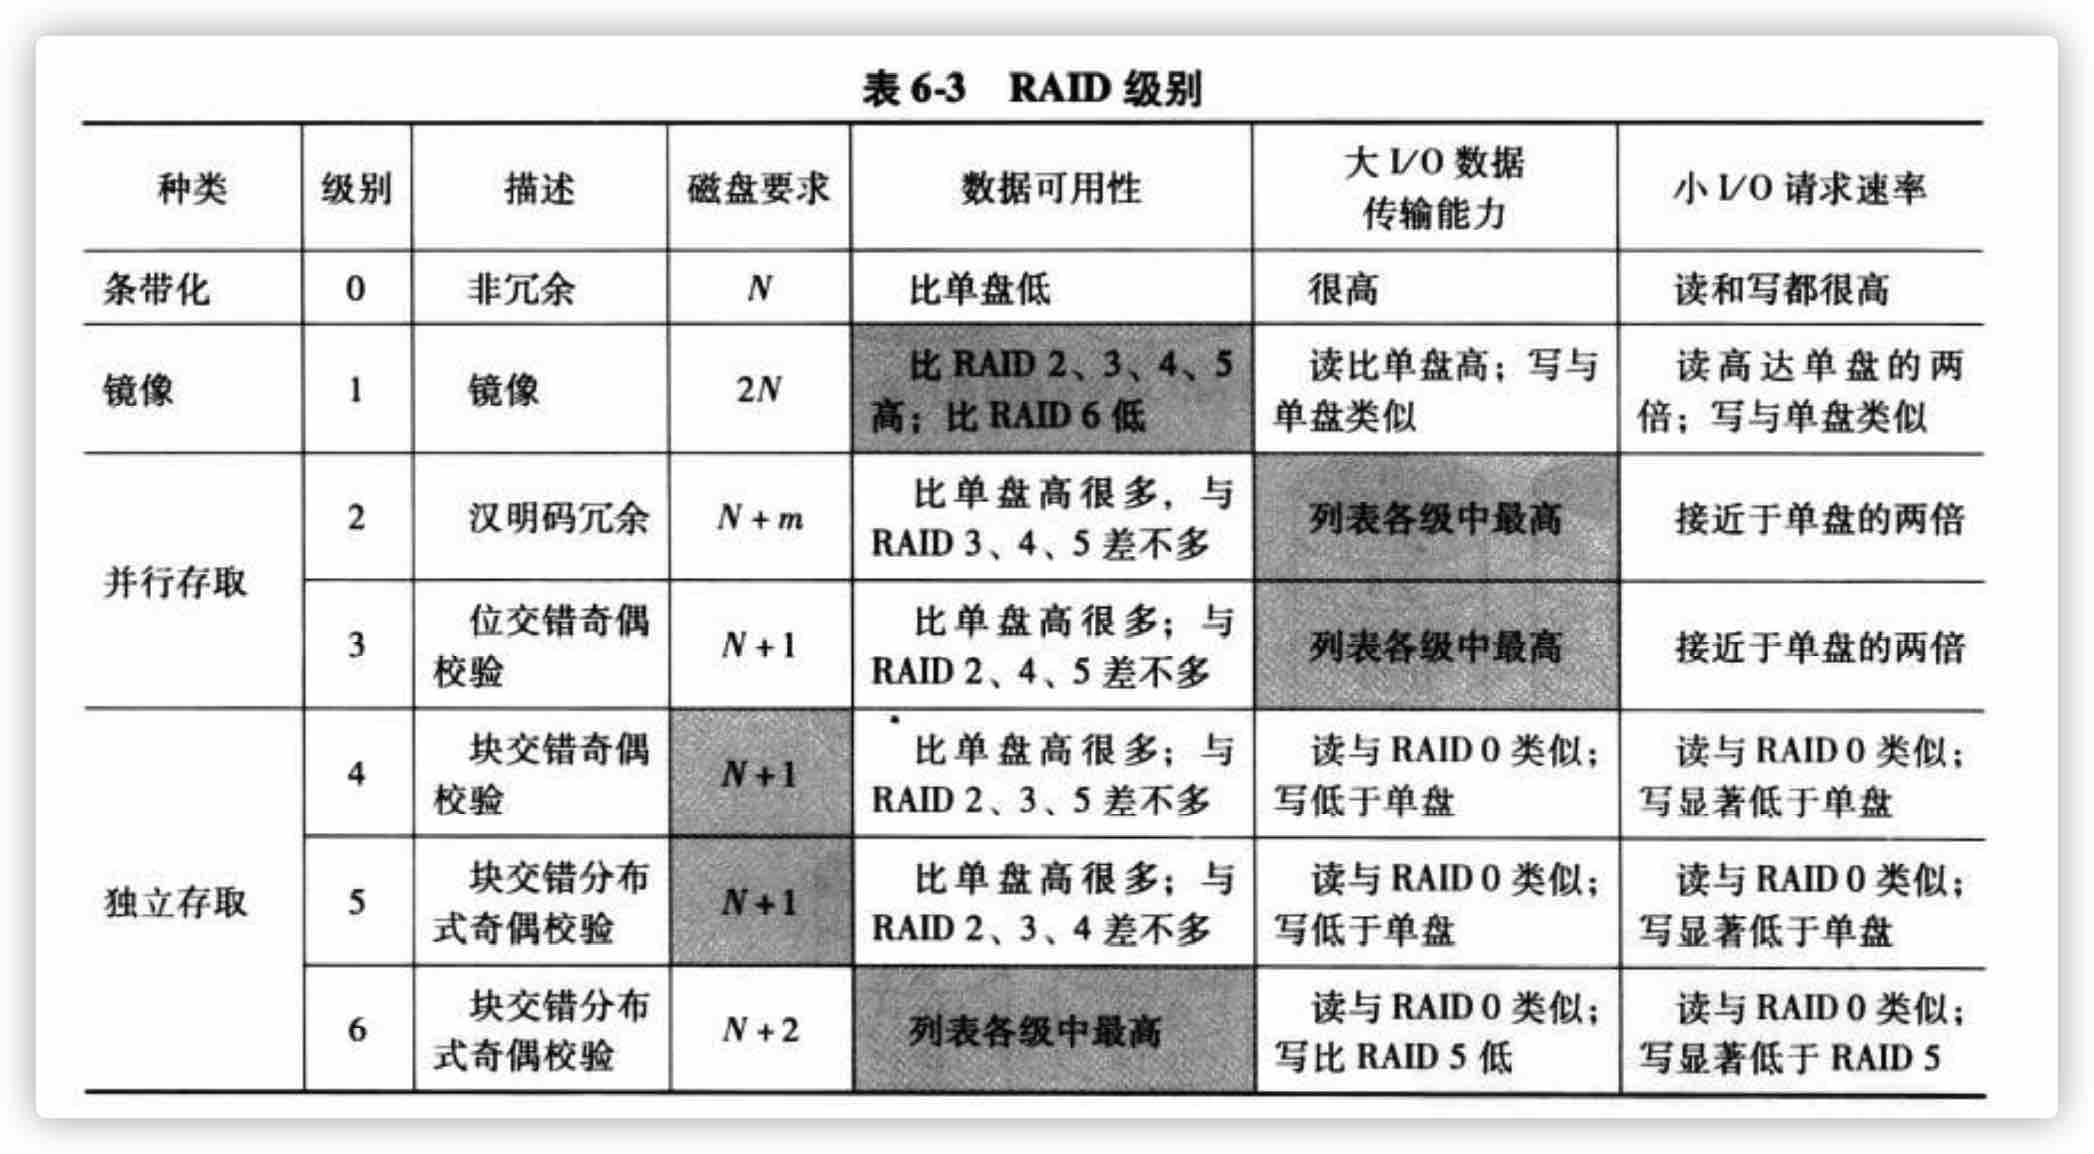 表 6-3 RAID 级别
种类 级别 描述 磁盘要求 数据可用性 大 I/O 数据
传输能力 小 I/O 请求速率
条带化 0 非冗余 N 比单盘低 很高 读和写都很高
镜像 1 镜像 2N 比 RAID 2、3、4、5
高；比 RAID 6 低 读比单盘高；写与
单盘类似 读高达单盘的两
倍；写与单盘类似
并行存取 2 汉明码冗余 N + m 比单盘高很多，与
RAID 3、4、5 差不多 列表各级中最高 接近于单盘的两倍
3 位交错奇偶
校验 N + 1 比单盘高很多；与
RAID 2、4、5 差不多 列表各级中最高 接近于单盘的两倍
独立存取 4 块交错奇偶
校验 N + 1 比单盘高很多；与
RAID 2、3、5 差不多 读与 RAID 0 类似；
写低于单盘 读与 RAID 0 类似；
写显著低于单盘
5 块交错分布
式奇偶校验 N + 1 比单盘高很多；与
RAID 2、3、4 差不多 读与 RAID 0 类似；
写低于单盘 读与 RAID 0 类似；
写显著低于单盘
6 块交错分布
式奇偶校验 N + 2 列表各级中最高 读与 RAID 0 类似；
写比 RAID 5 低 读与 RAID 0 类似；
写显著低于 RAID 5